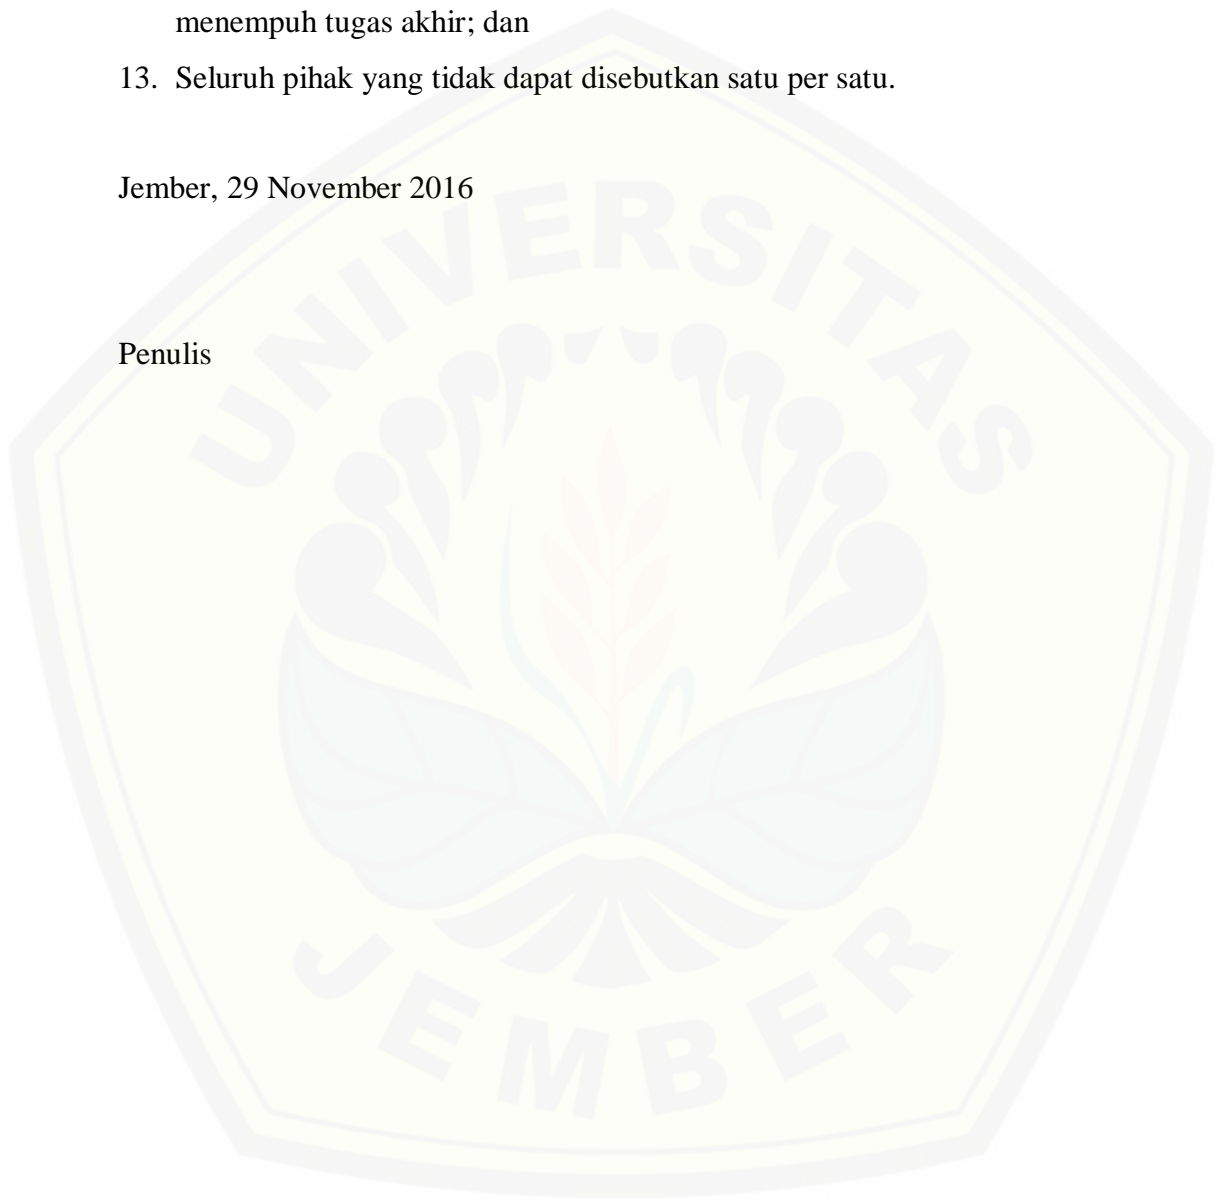 menempuh tugas akhir; dan
13. Seluruh pihak yang tidak dapat disebutkan satu per satu.
Jember, 29 November 2016
Penulis
UNIVERSITAS
JEMBER